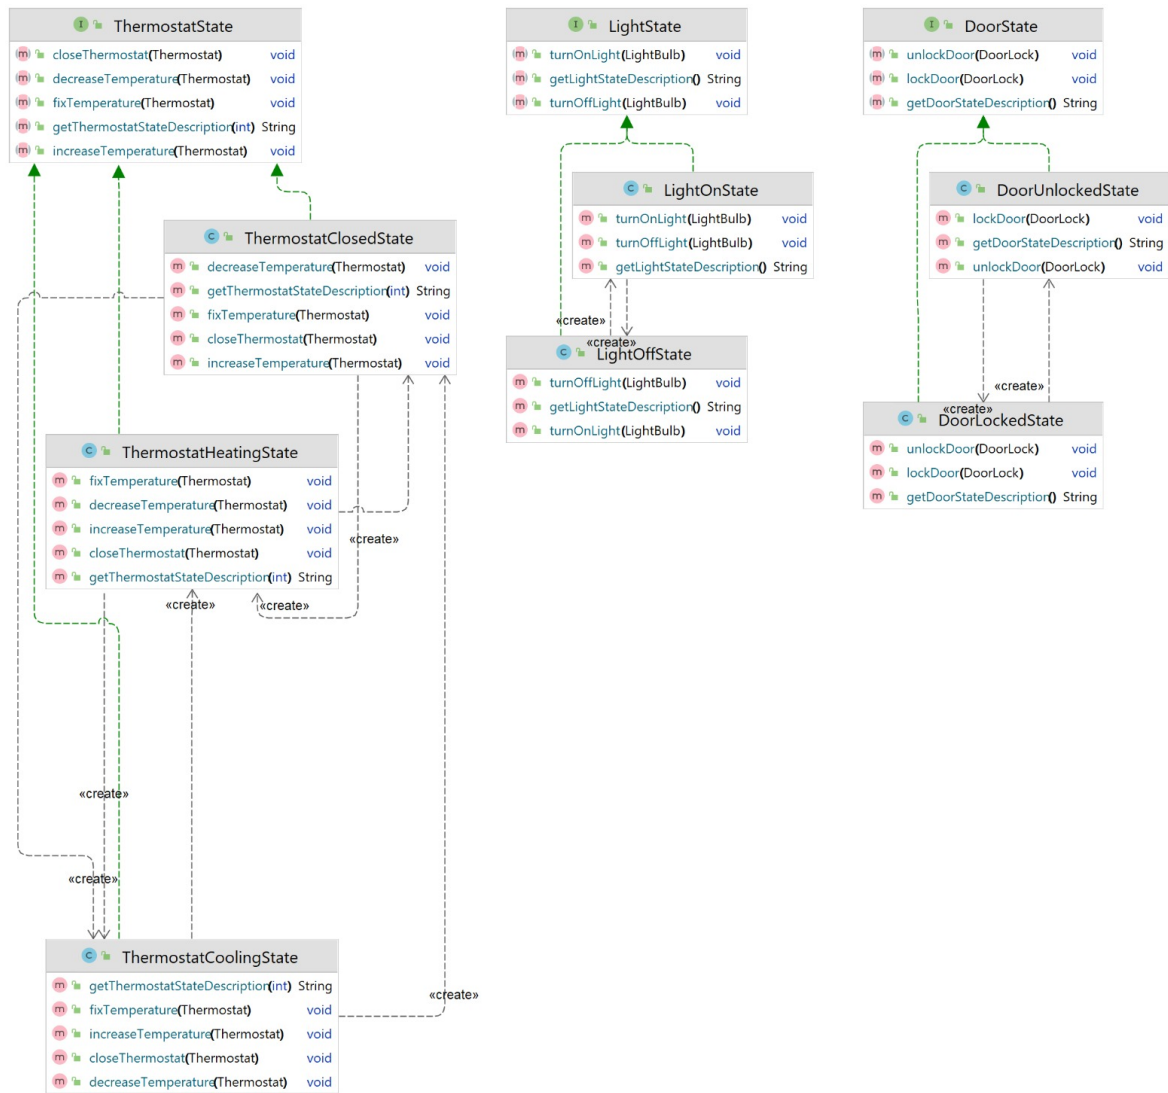 ThermostatState
closeThermostat(Thermostat) void
decreaseTemperature(Thermostat) void
fixTemperature(Thermostat) void
getThermostatStateDescription(int) String
increaseTemperature(Thermostat) void
LightState
turnOnLight(LightBulb) void
getLightStateDescription() String
turnOffLight(LightBulb) void
DoorState
unlockDoor(DoorLock) void
lockDoor(DoorLock) void
getDoorStateDescription() String
LightOnState
turnOnLight(LightBulb) void
turnOffLight(LightBulb) void
getLightStateDescription() String
DoorUnlockedState
lockDoor(DoorLock) void
getDoorStateDescription() String
unlockDoor(DoorLock) void
ThermostatClosedState
decreaseTemperature(Thermostat) void
getThermostatStateDescription(int) String
fixTemperature(Thermostat) void
closeThermostat(Thermostat) void
increaseTemperature(Thermostat) void
«create»
«create»
LightOffState
turnOffLight(LightBulb) void
getLightStateDescription() String
turnOnLight(LightBulb) void
«create»
«create»
DoorLockedState
unlockDoor(DoorLock) void
lockDoor(DoorLock) void
getDoorStateDescription() String
ThermostatHeatingState
fixTemperature(Thermostat) void
decreaseTemperature(Thermostat) void
increaseTemperature(Thermostat) void
closeThermostat(Thermostat) void
getThermostatStateDescription(int) String
«create»
«create»
«create»
«create»
«create»
ThermostatCoolingState
getThermostatStateDescription(int) String
fixTemperature(Thermostat) void
increaseTemperature(Thermostat) void
closeThermostat(Thermostat) void
decreaseTemperature(Thermostat) void
«create»